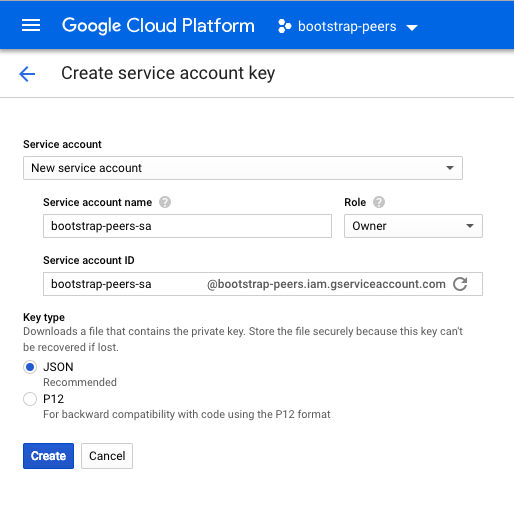 Google Cloud Platform bootstrap-peers
Create service account key
Service account
New service account
Service account name Role
bootstrap-peers-sa Owner
Service account ID
bootstrap-peers-sa @bootstrap-peers.iam.gserviceaccount.com
Key type
Downloads a file that contains the private key. Store the file securely because this key can't
be recovered if lost.
JSON
Recommended
P12
For backward compatibility with code using the P12 format
Create Cancel